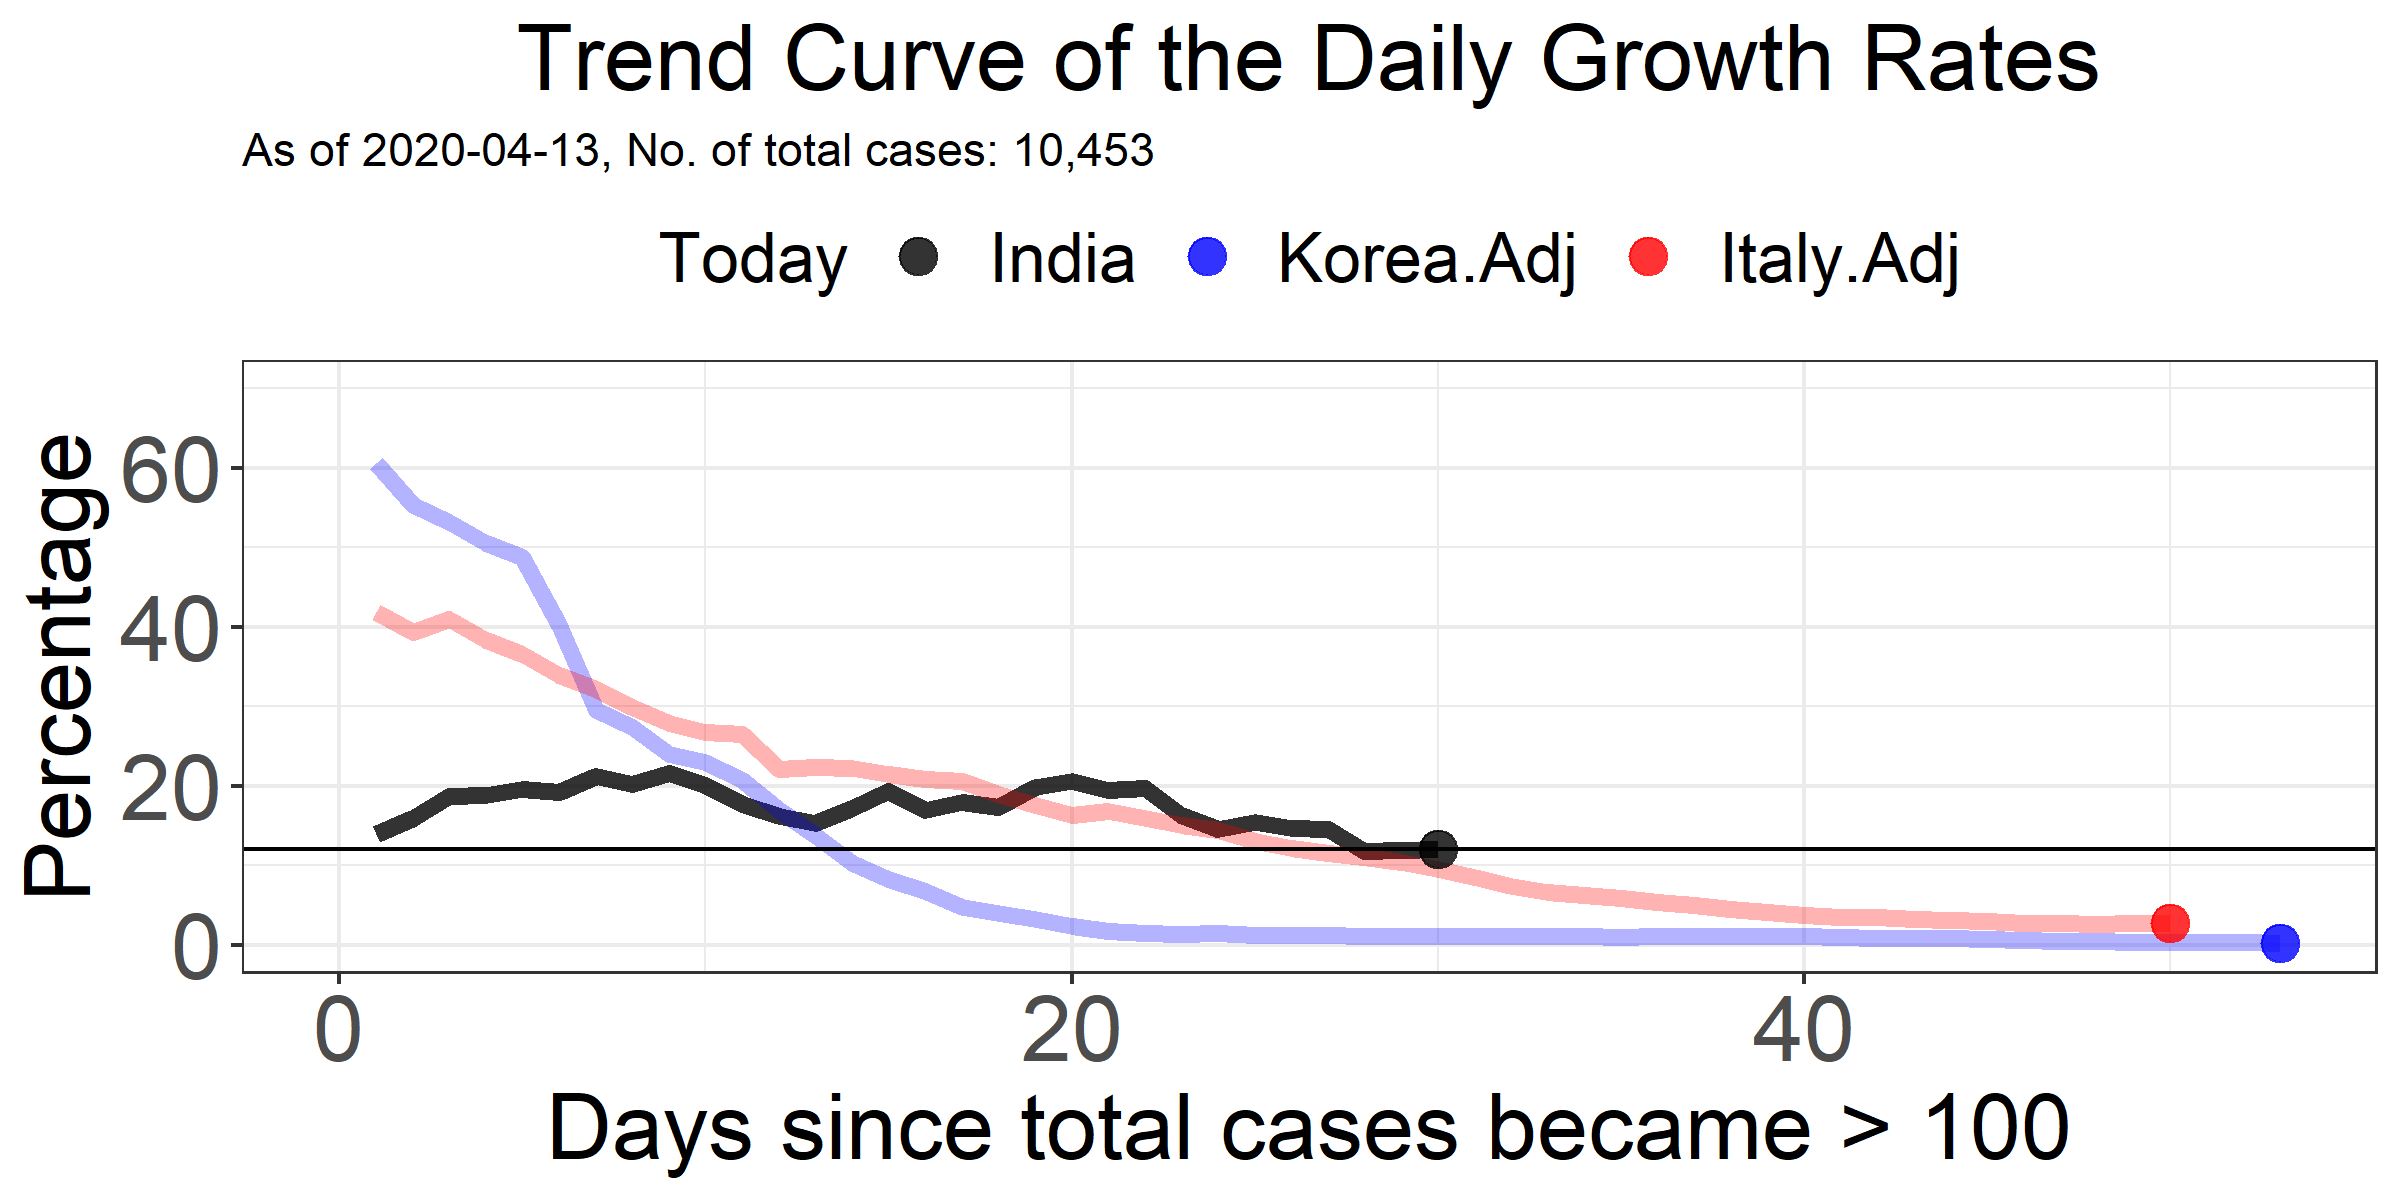 Trend Curve of the Daily Growth Rates
As of 2020-04-13, No. of total cases: 10,453
Today India Korea.Adj Italy.Adj
Percentage
60
40
20
0
0 20 40
Days since total cases became > 100